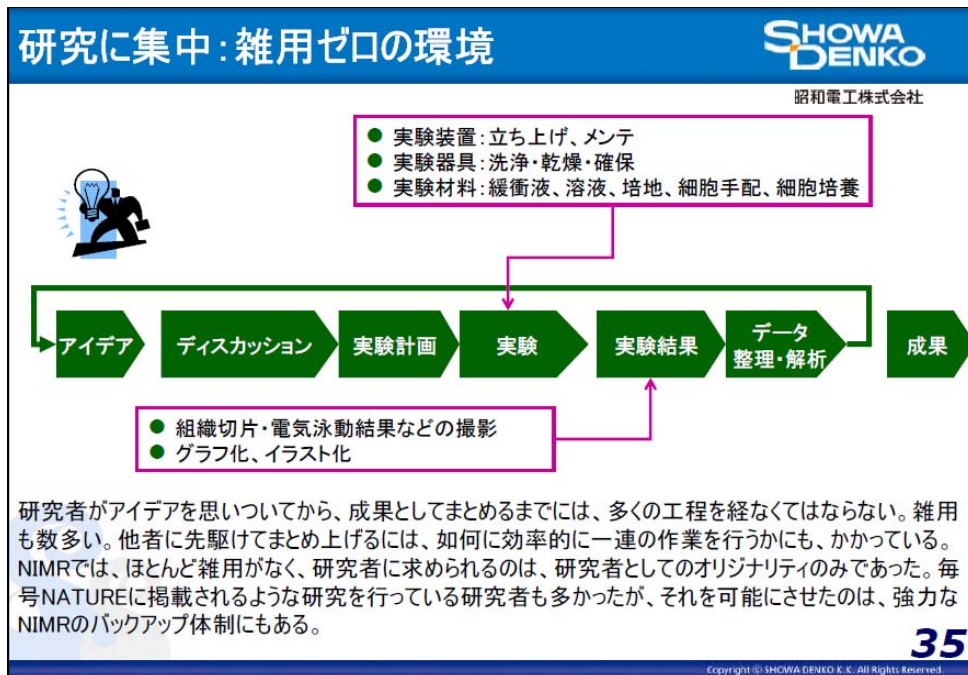 研究に集中：雑用ゼロの環境
SHOWA
DENKO
昭和電工株式会社
● 実験装置：立ち上げ、メンテ
● 実験器具：洗浄・乾燥・確保
● 実験材料：緩衝液、溶液、培地、細胞手配、細胞培養
アイデア
ディスカッション
実験計画
実験
実験結果
データ
整理・解析
成果
● 組織切片・電気泳動結果などの撮影
● グラフ化、イラスト化
研究者がアイデアを思いついてから、成果としてまとめるまでには、多くの工程を経なくてはならない。雑用
も数多い。他者に先駆けてまとめ上げるには、如何に効率的に一連の作業を行うかにも、かかっている。
NIMRでは、ほとんど雑用がなく、研究者に求められるのは、研究者としてのオリジナリティのみであった。毎
号NATUREに掲載されるような研究を行っている研究者も多かったが、それを可能にさせたのは、強力な
NIMRのバックアップ体制にもある。
35
Copyright © SHOWA DENKO K.K. All Rights Reserved.